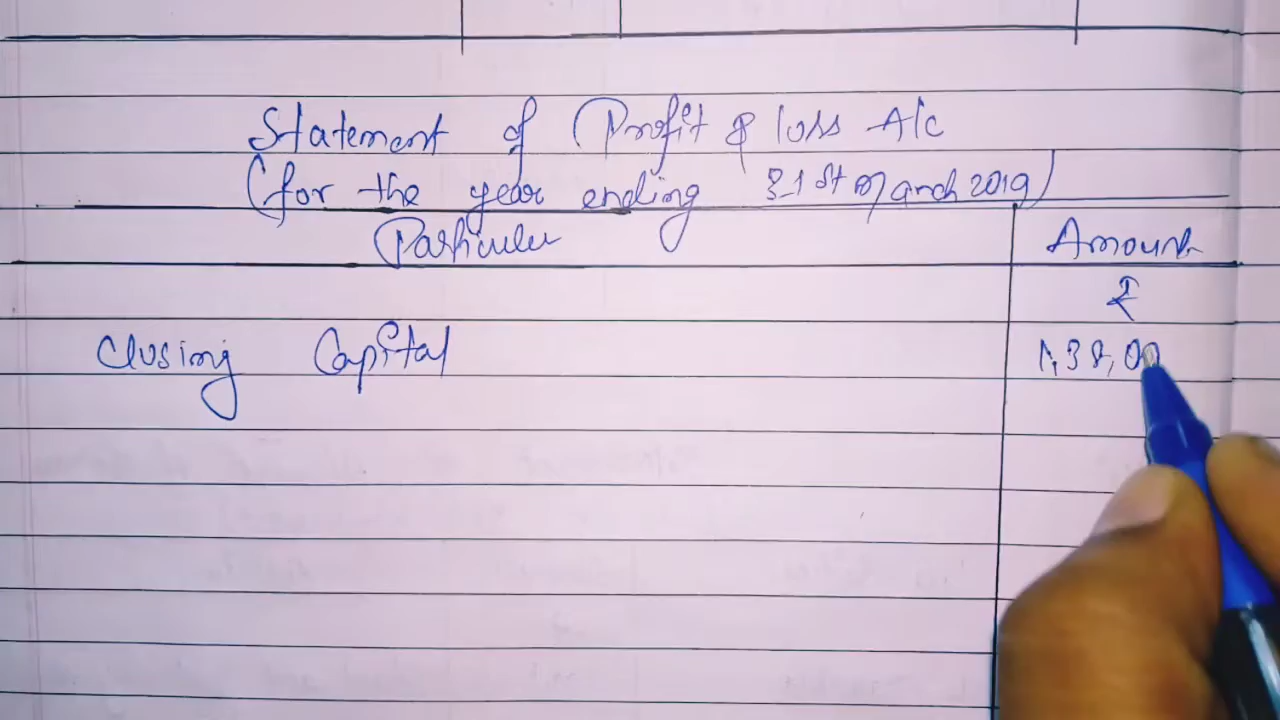 Statement of Profit & loss A/c
(for the year ending 31st March 2019)
Particular Amount
₹
Closing Capital 1,38,00